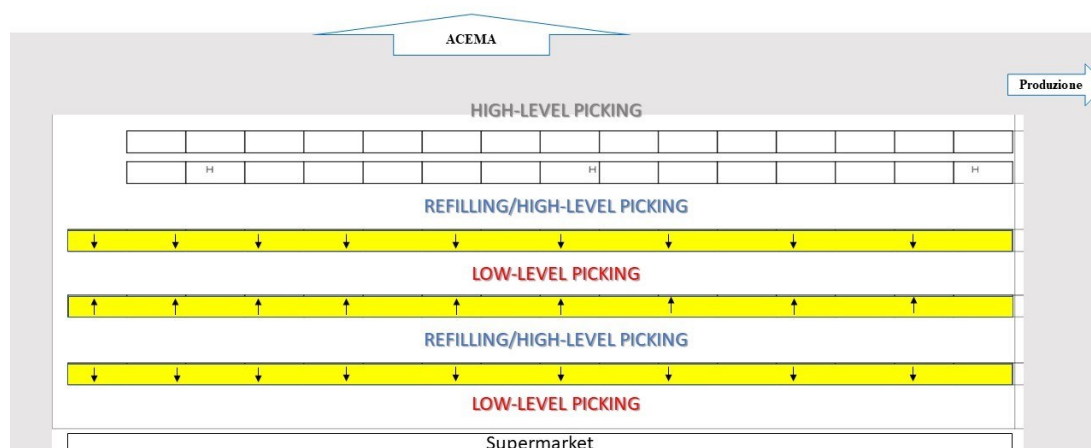 ACEMA
Produzione
HIGH-LEVEL PICKING
H H H
REFILLING/HIGH-LEVEL PICKING
LOW-LEVEL PICKING
REFILLING/HIGH-LEVEL PICKING
LOW-LEVEL PICKING
Supermarket